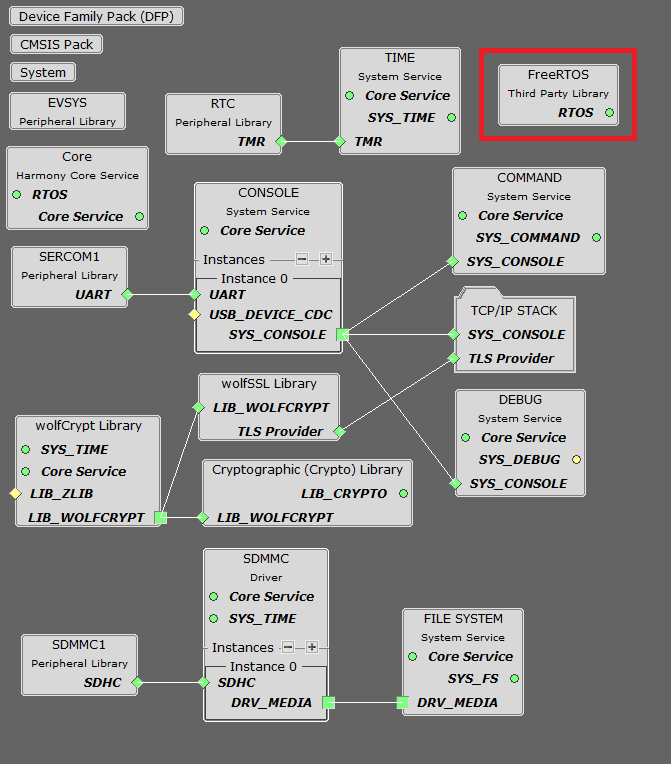 Device Family Pack (DFP)
CMSIS Pack
System
EVSYS
Peripheral Library
RTC
Peripheral Library
TMR
TIME
System Service
Core Service
SYS_TIME
TMR
FreeRTOS
Third Party Library
RTOS
Core
Harmony Core Service
RTOS
Core Service
CONSOLE
System Service
Core Service
Instances
Instance 0
UART
USB_DEVICE_CDC
SYS_CONSOLE
COMMAND
System Service
Core Service
SYS_COMMAND
SYS_CONSOLE
SERCOM1
Peripheral Library
UART
TCP/IP STACK
SYS_CONSOLE
TLS Provider
wolfSSL Library
LIB_WOLFCRYPT
TLS Provider
DEBUG
System Service
Core Service
SYS_DEBUG
SYS_CONSOLE
wolfCrypt Library
SYS_TIME
Core Service
LIB_ZLIB
LIB_WOLFCRYPT
Cryptographic (Crypto) Library
LIB_CRYPTO
LIB_WOLFCRYPT
SDMMC
Driver
Core Service
SYS_TIME
Instances
Instance 0
SDHC
DRV_MEDIA
SDMMC1
Peripheral Library
SDHC
FILE SYSTEM
System Service
Core Service
SYS_FS
DRV_MEDIA